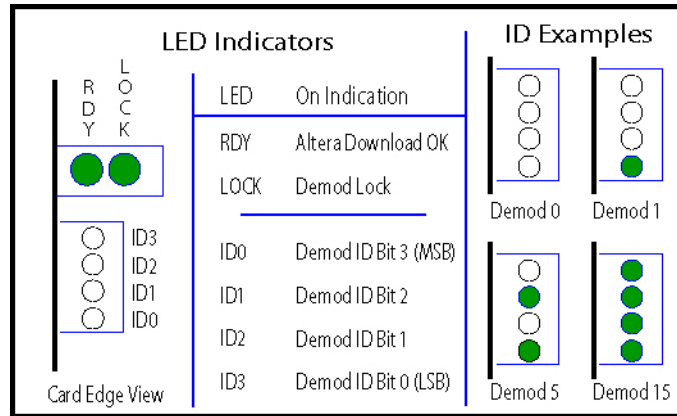 LED Indicators
RDY
LOCK
ID3
ID2
ID1
ID0
Card Edge View
LED On Indication
RDY Altera Download OK
LOCK Demod Lock
ID0 Demod ID Bit 3 (MSB)
ID1 Demod ID Bit 2
ID2 Demod ID Bit 1
ID3 Demod ID Bit 0 (LSB)
ID Examples
Demod 0
Demod 1
Demod 5
Demod 15